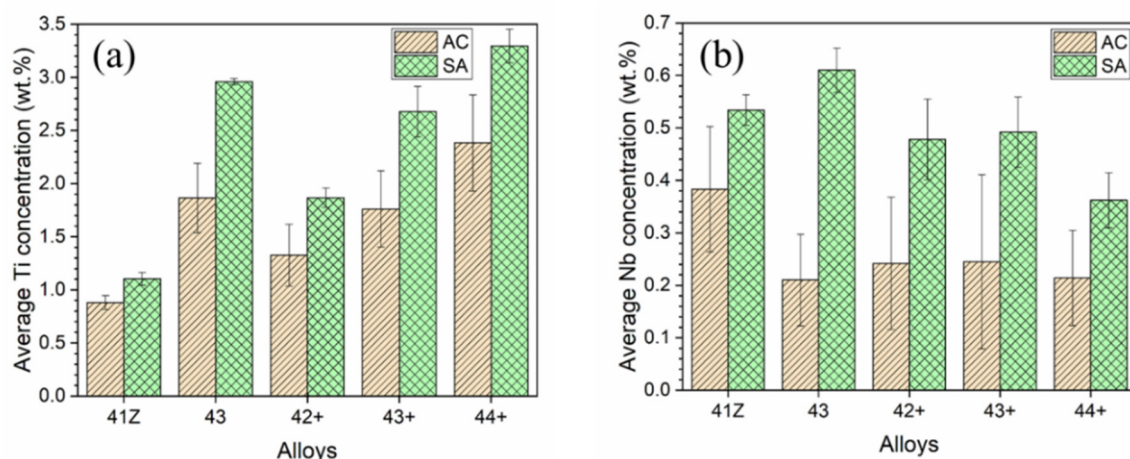 (a)
AC
SA
Average Ti concentration (wt.%)
3.5
3.0
2.5
2.0
1.5
1.0
0.5
0.0
41Z 43 42+ 43+ 44+
Alloys
(b)
AC
SA
Average Nb concentration (wt.%)
0.7
0.6
0.5
0.4
0.3
0.2
0.1
0.0
41Z 43 42+ 43+ 44+
Alloys